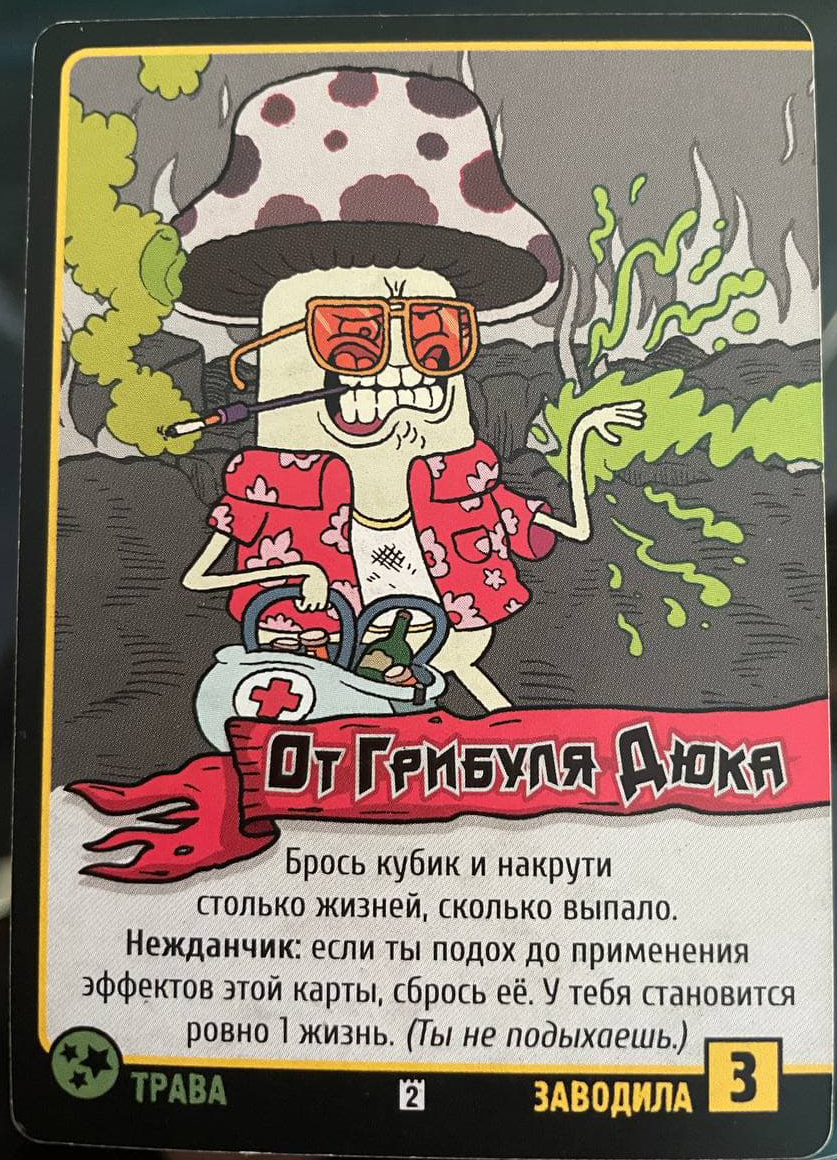 От Грибуля Дюка
Брось кубик и накрути
столько жизней, сколько выпало.
Нежданчик: если ты подох до применения
эффектов этой карты, сбрось её. У тебя становится
ровно 1 жизнь. (Ты не подыхаешь.)
ТРАВА 2 ЗАВОДИЛА 3